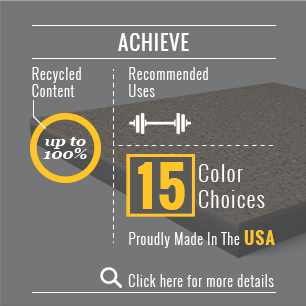 ACHIEVE
Recycled
Content
up to
100%
Recommended
Uses
15
Color
Choices
Proudly Made In The USA
Click here for more details